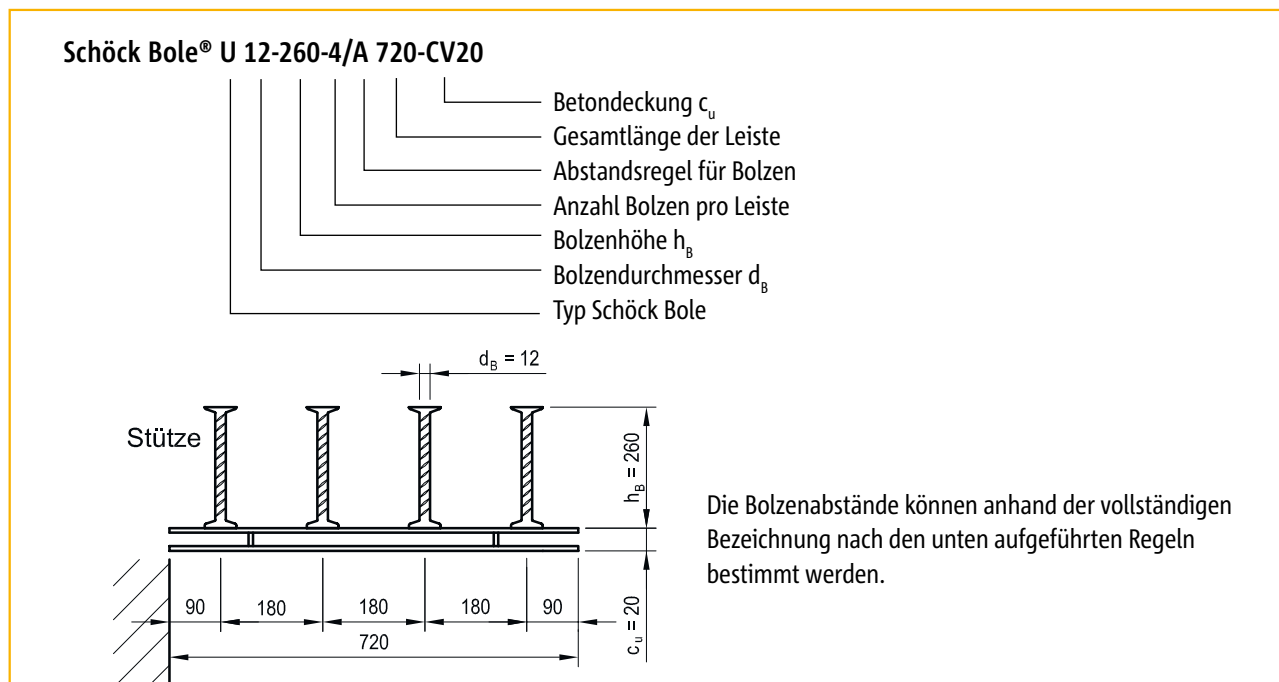 Schöck Bole® U 12-260-4/A 720-CV20
Betondeckung c_u
Gesamtlänge der Leiste
Abstandsregel für Bolzen
Anzahl Bolzen pro Leiste
Bolzenhöhe h_B
Bolzendurchmesser d_B
Typ Schöck Bole
d_B = 12
Stütze
h_B = 260
Die Bolzenabstände können anhand der vollständigen
Bezeichnung nach den unten aufgeführten Regeln
bestimmt werden.
90 180 180 180 90
c_u = 20
720